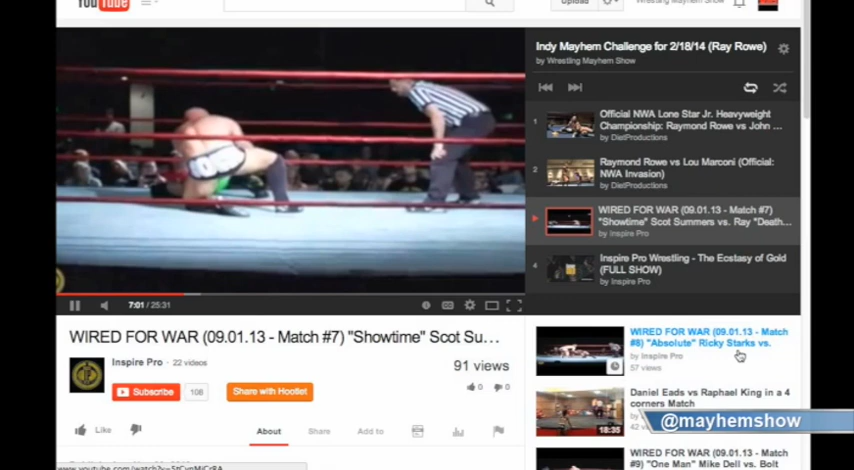 YouTube
Upload
Wrestling Mayhem Show
Indy Mayhem Challenge for 2/18/14 (Ray Rowe)
by Wrestling Mayhem Show
1
Official NWA Lone Star Jr. Heavyweight
Championship: Raymond Rowe vs John ...
by DietProductions
2
Raymond Rowe vs Lou Marconi (Official:
NWA Invasion)
by DietProductions
WIRED FOR WAR (09.01.13 - Match #7)
"Showtime" Scot Summers vs. Ray "Death...
by Inspire Pro
4
Inspire Pro Wrestling - The Ecstasy of Gold
(FULL SHOW)
by Inspire Pro
7:01 / 25:31
WIRED FOR WAR (09.01.13 - Match #7) "Showtime" Scot Su...
Inspire Pro · 22 videos
Subscribe
108
Share with Hootlet
91 views
0
0
Like
About
Share
Add to
WIRED FOR WAR (09.01.13 - Match
#8) "Absolute" Ricky Starks vs.
by Inspire Pro
57 views
Daniel Eads vs Raphael King in a 4
corners Match
18:35
@mayhemshow
WIRED FOR WAR (09.01.13 - Match
#9) "One Man" Mike Dell vs. Bolt